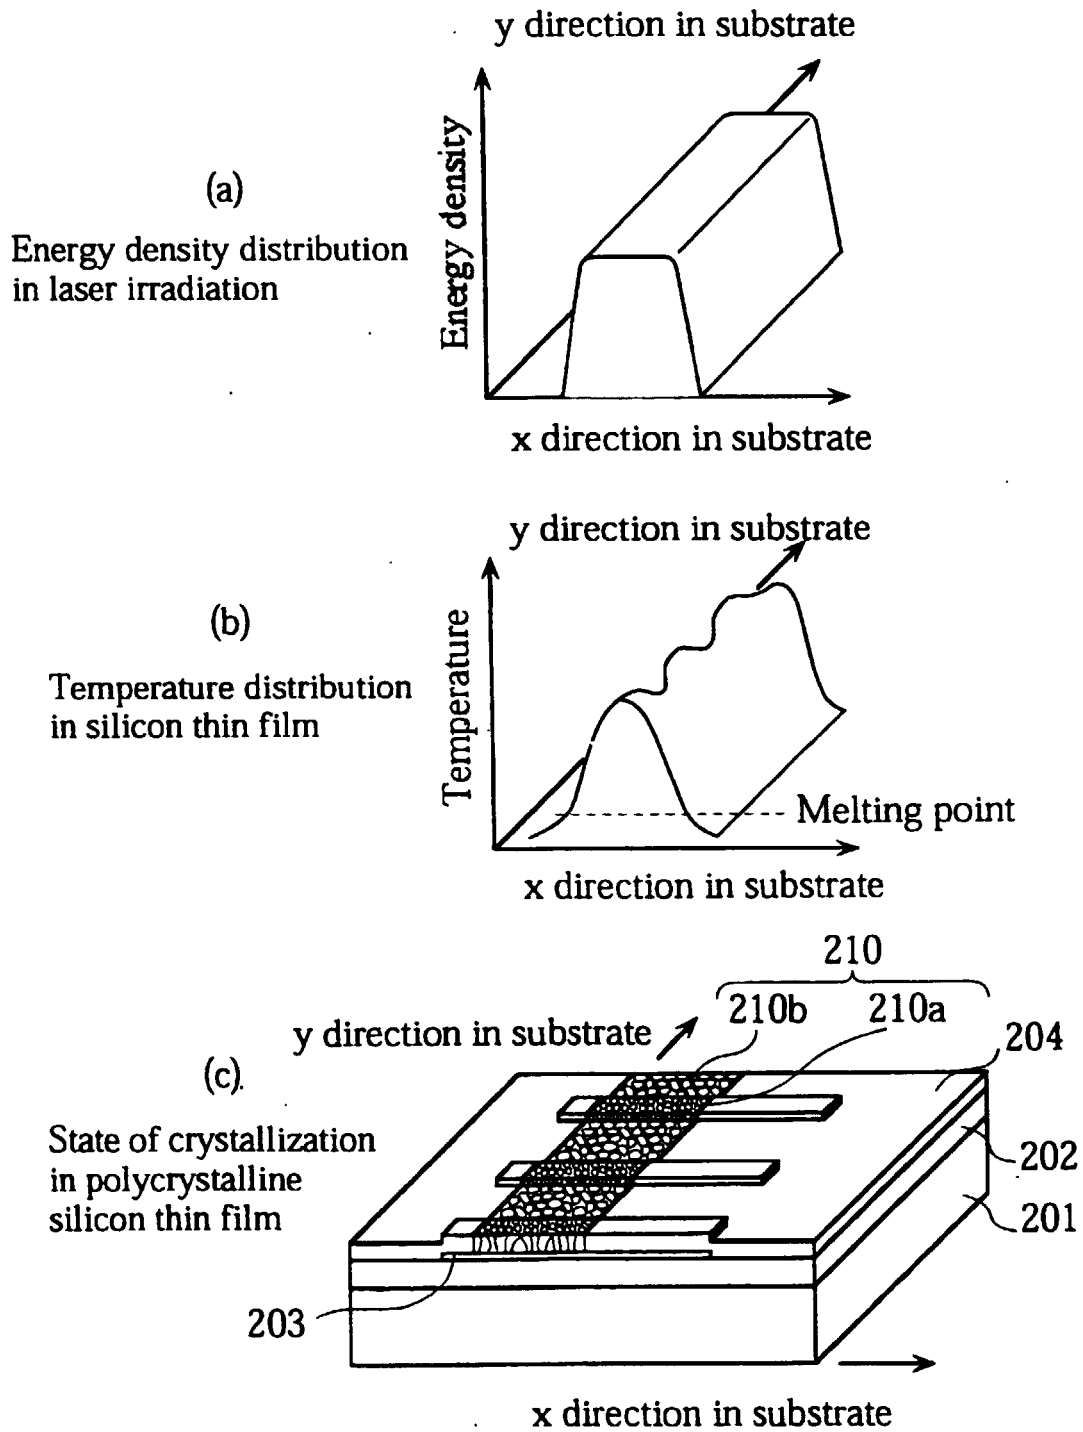 y direction in substrate
Energy density
(a)
Energy density distribution
in laser irradiation
x direction in substrate
y direction in substrate
Temperature
(b)
Temperature distribution
in silicon thin film
Melting point
x direction in substrate
210
210b 210a
y direction in substrate
204
(c)
State of crystallization
in polycrystalline
silicon thin film
202
201
203
x direction in substrate